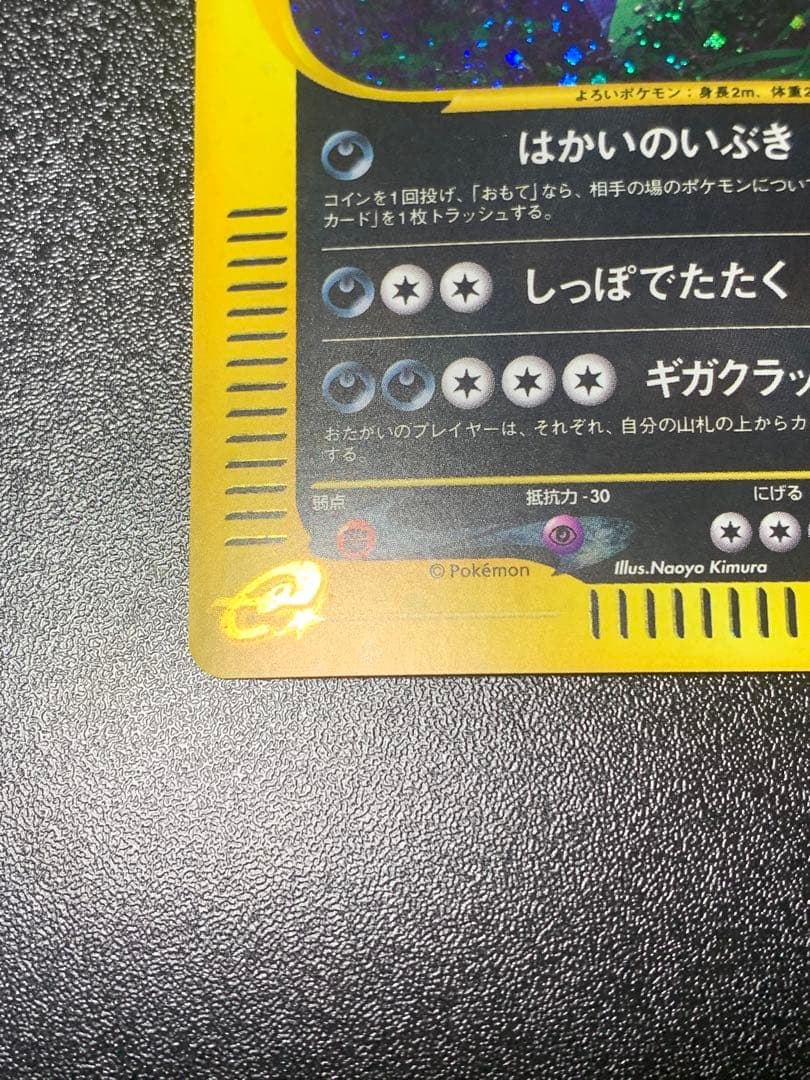 よろいポケモン：身長2m、体重2
はかいのいぶき
コインを1回投げ、「おもて」なら、相手の場のポケモンについて
カード」を1枚トラッシュする。
しっぽでたたく
ギガクラッ
おたがいのプレイヤーは、それぞれ、自分の山札の上からカ
する
弱点
抵抗力 -30
にげる
© Pokémon
Illus.Naoyo Kimura